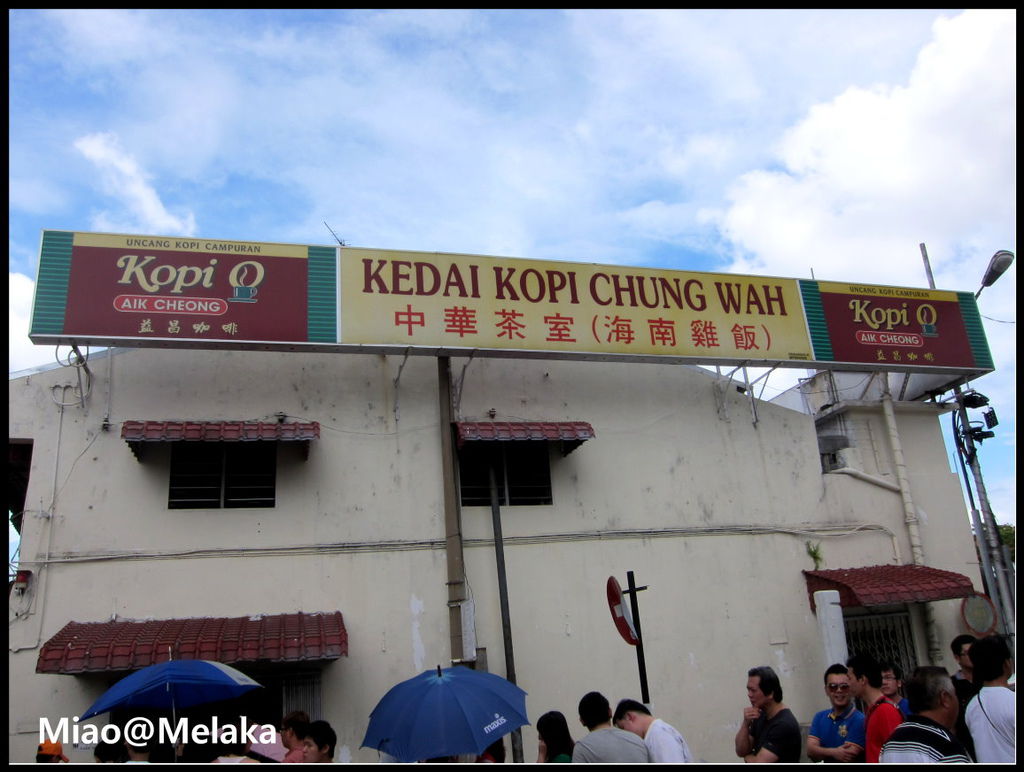 UNCANG KOPI CAMPURAN
Kopi O
AIK CHEONG
益昌咖啡
KEDAI KOPI CHUNG WAH
中華茶室(海南雞飯)
UNCANG KOPI CAMPURAN
Kopi O
AIK CHEONG
益昌咖啡
maxis
Miao@Melaka